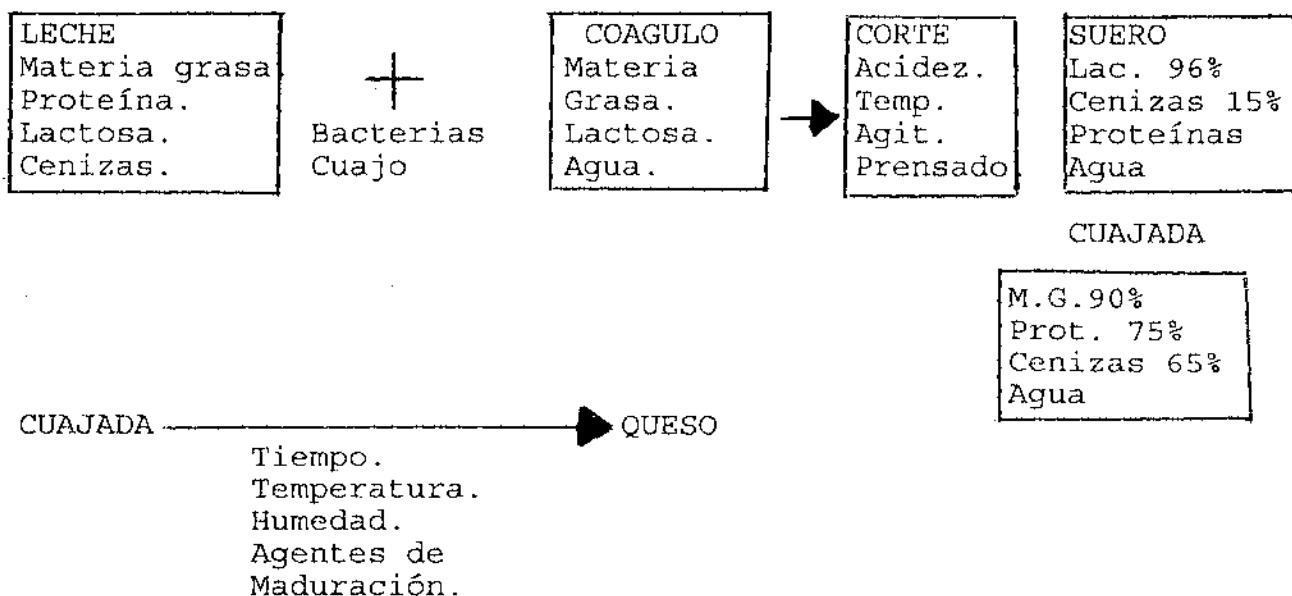 LECHE
Materia grasa
Proteína.
Lactosa.
Cenizas.
Bacterias
Cuajo
COAGULO
Materia
Grasa.
Lactosa.
Agua.
CORTE
Acidez.
Temp.
Agit.
Prensado
SUERO
Lac. 96%
Cenizas 15%
Proteínas
Agua
CUAJADA
M.G.90%
Prot. 75%
Cenizas 65%
Agua
CUAJADA
QUESO
Tiempo.
Temperatura.
Humedad.
Agentes de
Maduración.